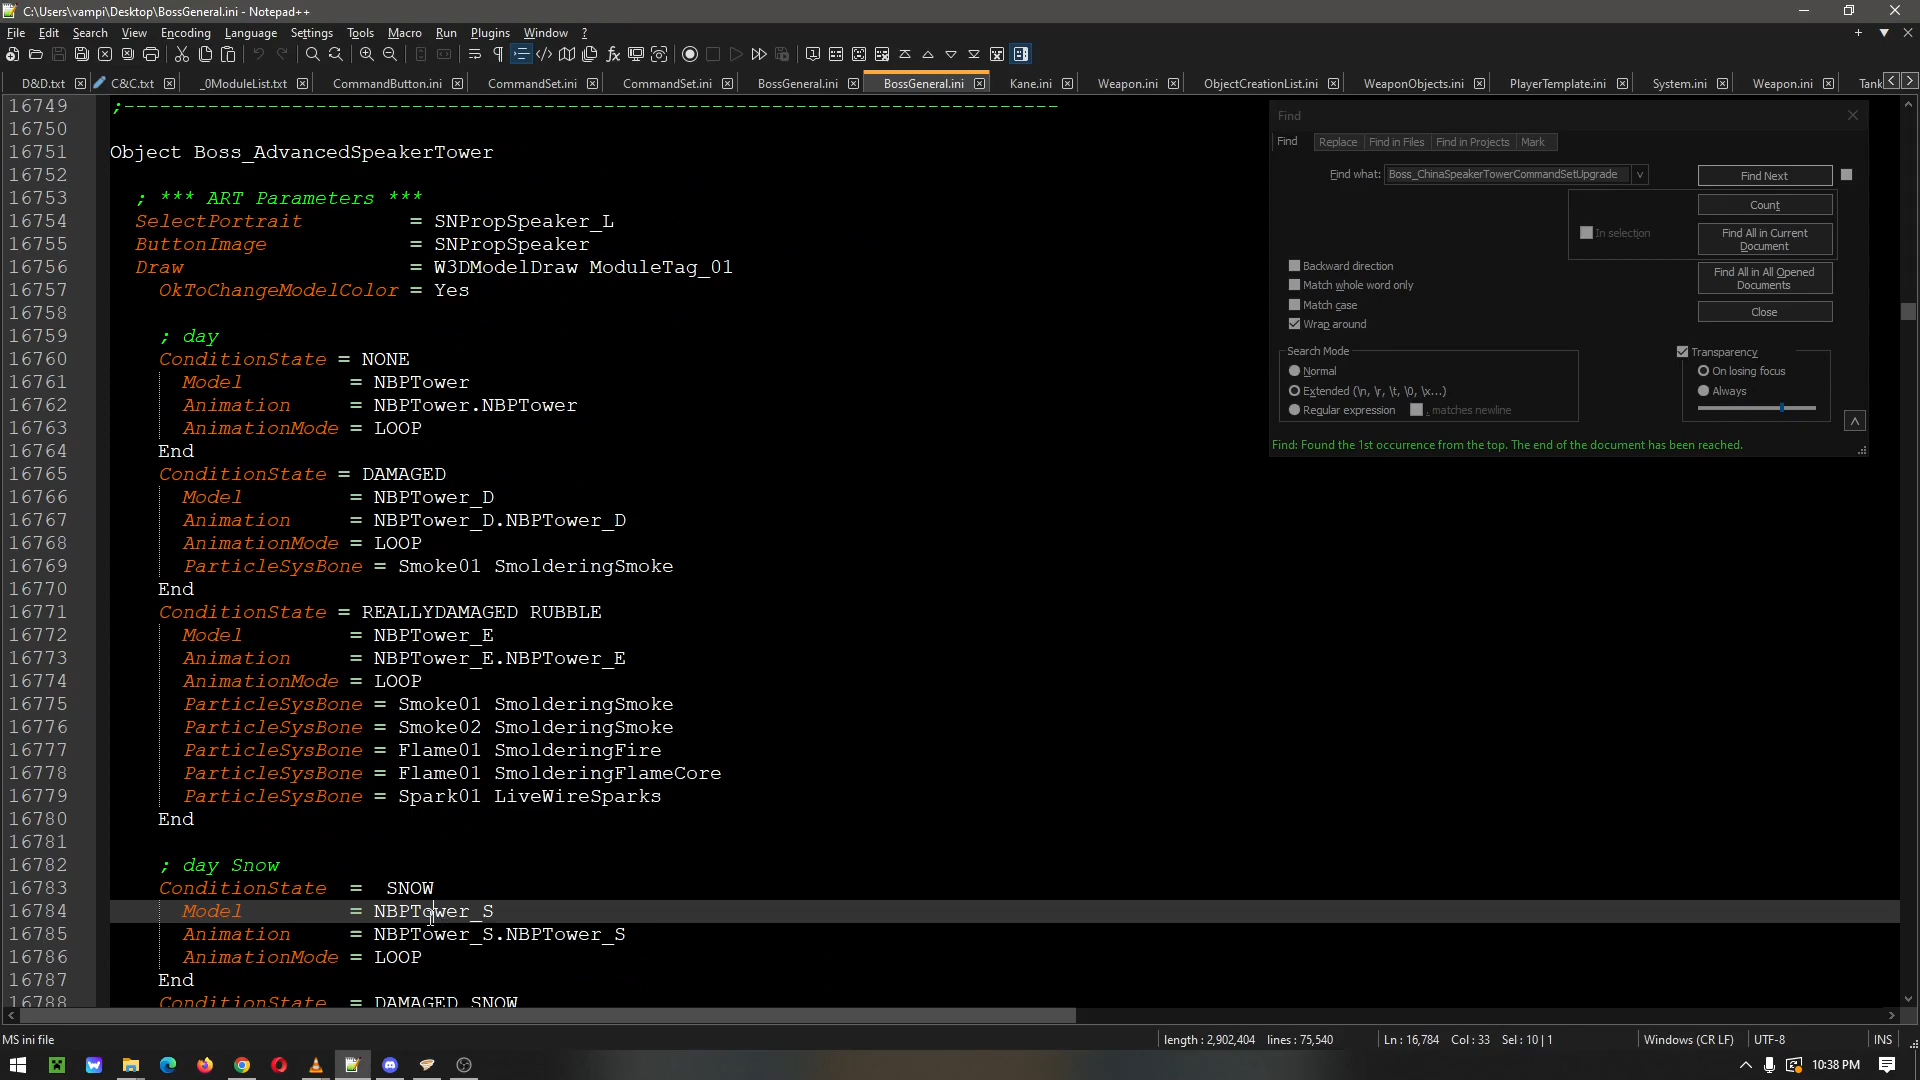 C:\Users\vampi\Desktop\BossGeneral.ini - Notepad++
File Edit Search View Encoding Language Settings Tools Macro Run Plugins Window ?
D&D.txt C&C.txt _0ModuleList.txt CommandButton.ini CommandSet.ini CommandSet.ini BossGeneral.ini BossGeneral.ini Kane.ini Weapon.ini ObjectCreationList.ini WeaponObjects.ini PlayerTemplate.ini System.ini Weapon.ini Tank
16749 ;------------------------------------------------------------------------------
16750
16751 Object Boss_AdvancedSpeakerTower
16752
16753 ; *** ART Parameters ***
16754 SelectPortrait = SNPropSpeaker_L
16755 ButtonImage = SNPropSpeaker
16756 Draw = W3DModelDraw ModuleTag_01
16757 OkToChangeModelColor = Yes
16758
16759 ; day
16760 ConditionState = NONE
16761 Model = NBPTower
16762 Animation = NBPTower.NBPTower
16763 AnimationMode = LOOP
16764 End
16765 ConditionState = DAMAGED
16766 Model = NBPTower_D
16767 Animation = NBPTower_D.NBPTower_D
16768 AnimationMode = LOOP
16769 ParticleSysBone = Smoke01 SmolderingSmoke
16770 End
16771 ConditionState = REALLYDAMAGED RUBBLE
16772 Model = NBPTower_E
16773 Animation = NBPTower_E.NBPTower_E
16774 AnimationMode = LOOP
16775 ParticleSysBone = Smoke01 SmolderingSmoke
16776 ParticleSysBone = Smoke02 SmolderingSmoke
16777 ParticleSysBone = Flame01 SmolderingFire
16778 ParticleSysBone = Flame01 SmolderingFlameCore
16779 ParticleSysBone = Spark01 LiveWireSparks
16780 End
16781
16782 ; day Snow
16783 ConditionState = SNOW
16784 Model = NBPTower_S
16785 Animation = NBPTower_S.NBPTower_S
16786 AnimationMode = LOOP
16787 End
16788 ConditionState = DAMAGED SNOW
Find
Find Replace Find in Files Find in Projects Mark
Find what: Boss_ChinaSpeakerTowerCommandSetUpgrade Find Next
Count
In selection Find All in Current Document
Backward direction Find All in All Opened Documents
Match whole word only
Match case Close
Wrap around
Search Mode Transparency
Normal On losing focus
Extended (\n, \r, \t, \0, \x...) Always
Regular expression . matches newline
Find: Found the 1st occurrence from the top. The end of the document has been reached.
MS ini file length : 2,902,404 lines : 75,540 Ln : 16,784 Col : 33 Sel : 10 | 1 Windows (CR LF) UTF-8 INS
10:38 PM